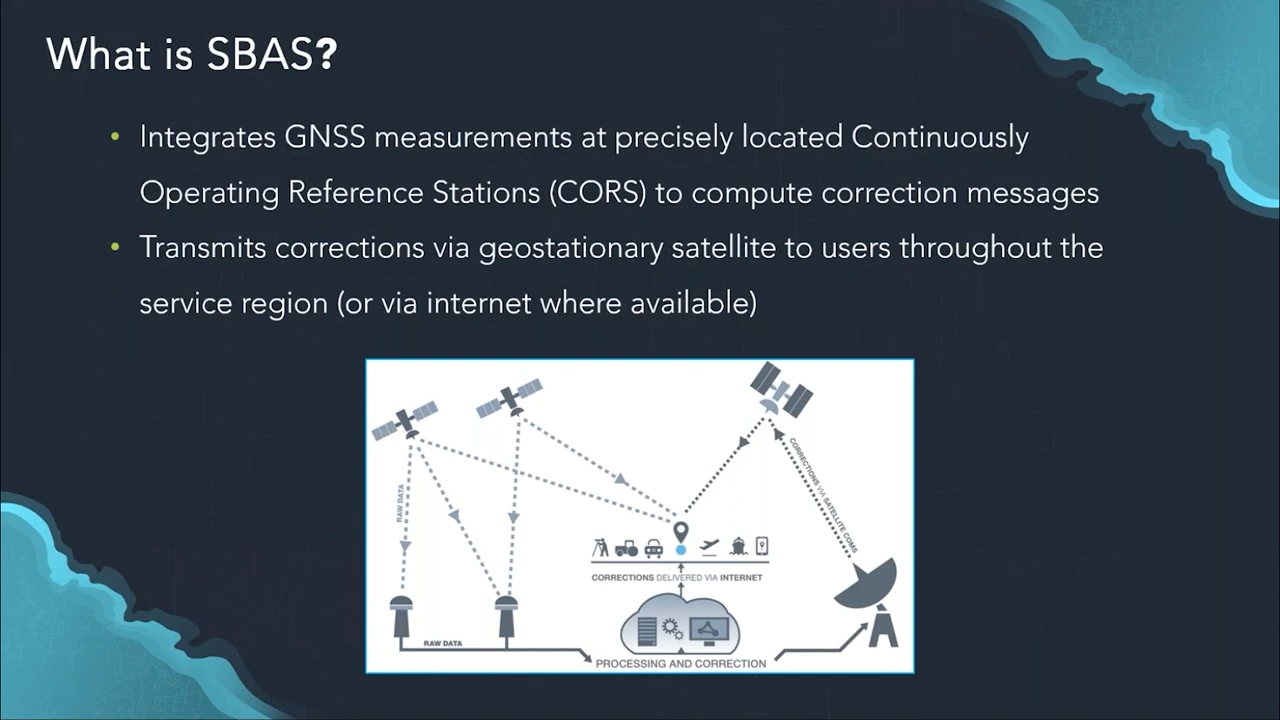 What is SBAS?
• Integrates GNSS measurements at precisely located Continuously
Operating Reference Stations (CORS) to compute correction messages
• Transmits corrections via geostationary satellite to users throughout the
service region (or via internet where available)
RAW DATA
CORRECTIONS VIA SATELLITE COMS
CORRECTIONS DELIVERED VIA INTERNET
RAW DATA
PROCESSING AND CORRECTION